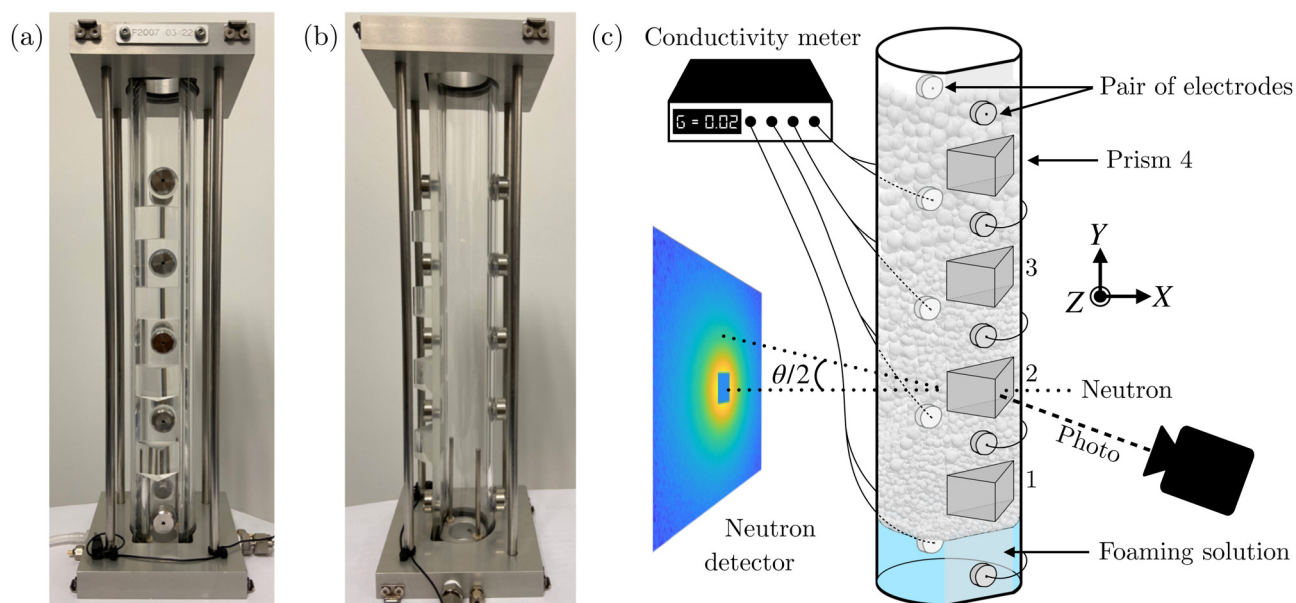 (a)
F2007 03-22
(b)
(c)
Conductivity meter
G = 0.02
Pair of electrodes
Prism 4
3
Y
Z
X
2
θ/2
Neutron
Photo
1
Neutron
detector
Foaming solution